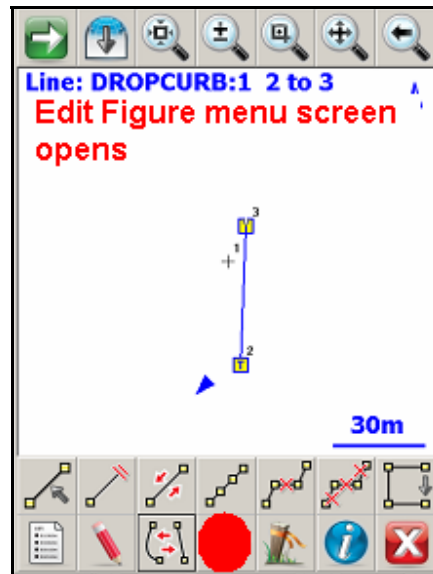 Line: DROPCURB:1 2 to 3
Edit Figure menu screen
opens
3
1
2
T
30m